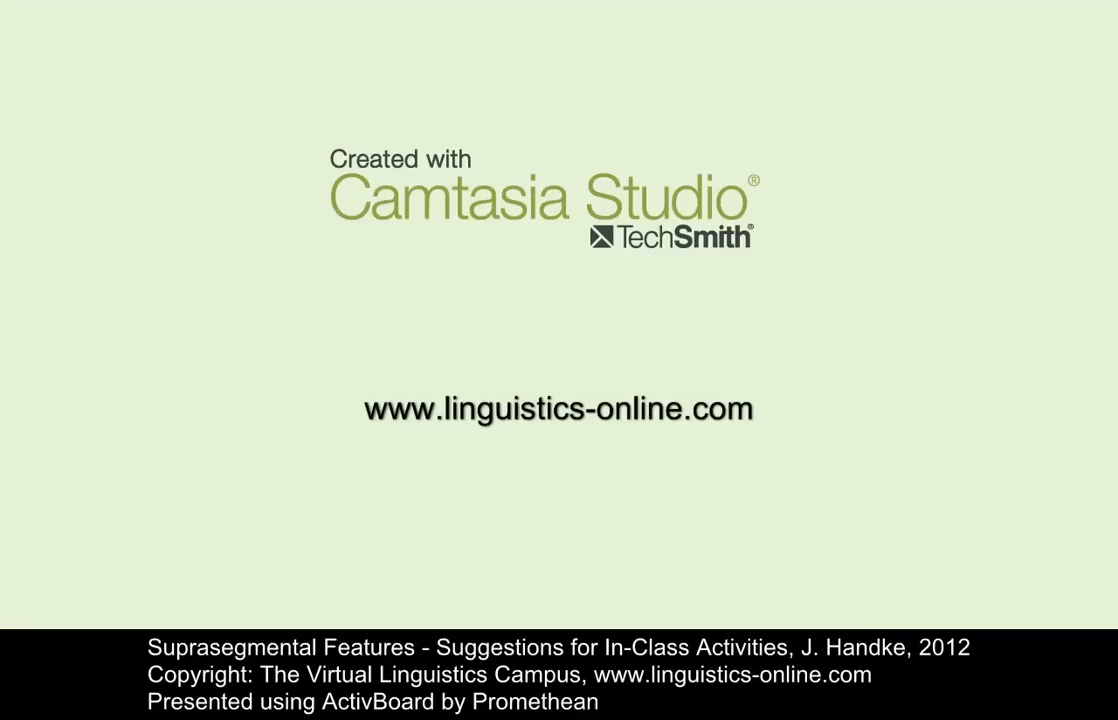 Created with
Camtasia Studio®
TechSmith®
www.linguistics-online.com
Suprasegmental Features - Suggestions for In-Class Activities, J. Handke, 2012
Copyright: The Virtual Linguistics Campus, www.linguistics-online.com
Presented using ActivBoard by Promethean